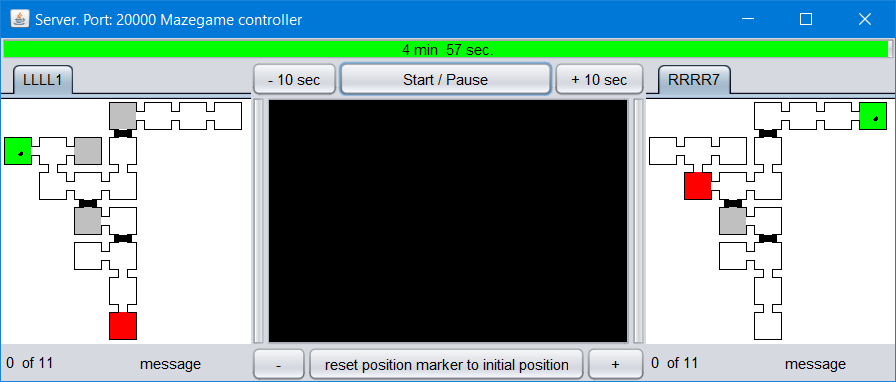 Server. Port: 20000 Mazegame controller
4 min 57 sec.
LLLL1
- 10 sec
Start / Pause
+ 10 sec
RRRR7
0 of 11
message
-
reset position marker to initial position
+
0 of 11
message